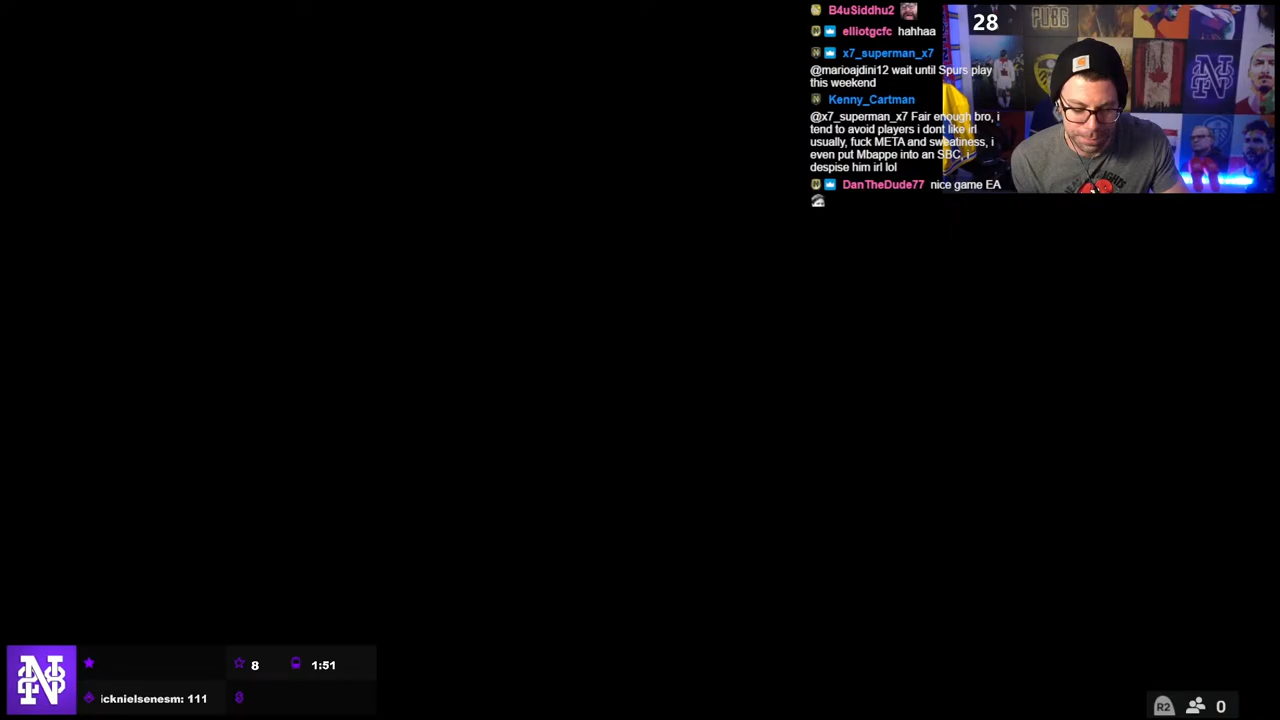 B4uSiddhu2
elliotgcfc hahhaa
x7_superman_x7
@marioajdini12 wait until Spurs play
this weekend
Kenny_Cartman
@x7_superman_x7 Fair enough bro, i
tend to avoid players i dont like irl
usually, fuck META and sweatiness, i
even put Mbappe into an SBC, i
despise him irl lol
DanTheDude77 nice game EA
28
PUBG
8 1:51
icknielsenesm: 111
R2 0